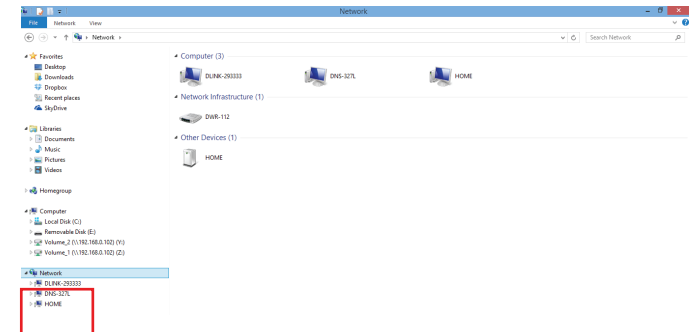 Network
File Network View
Network
Search Network
Favorites
Desktop
Downloads
Dropbox
Recent places
SkyDrive
Libraries
Documents
Music
Pictures
Videos
Homegroup
Computer
Local Disk (C:)
Removable Disk (E:)
Volume_2 (\\192.168.0.102) (Y:)
Volume_1 (\\192.168.0.102) (Z:)
Network
DLINK-293333
DNS-327L
HOME
Computer (3)
DLINK-293333 DNS-327L HOME
Network Infrastructure (1)
DWR-112
Other Devices (1)
HOME